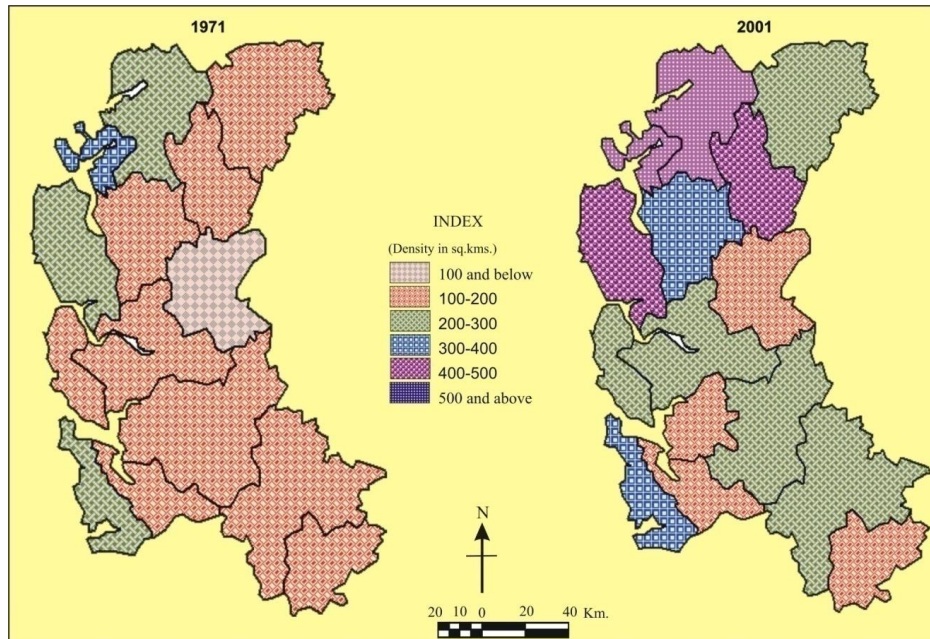 1971
2001
INDEX
(Density in sq.kms.)
100 and below
100-200
200-300
300-400
400-500
500 and above
N
20 10 0 20 40 Km.